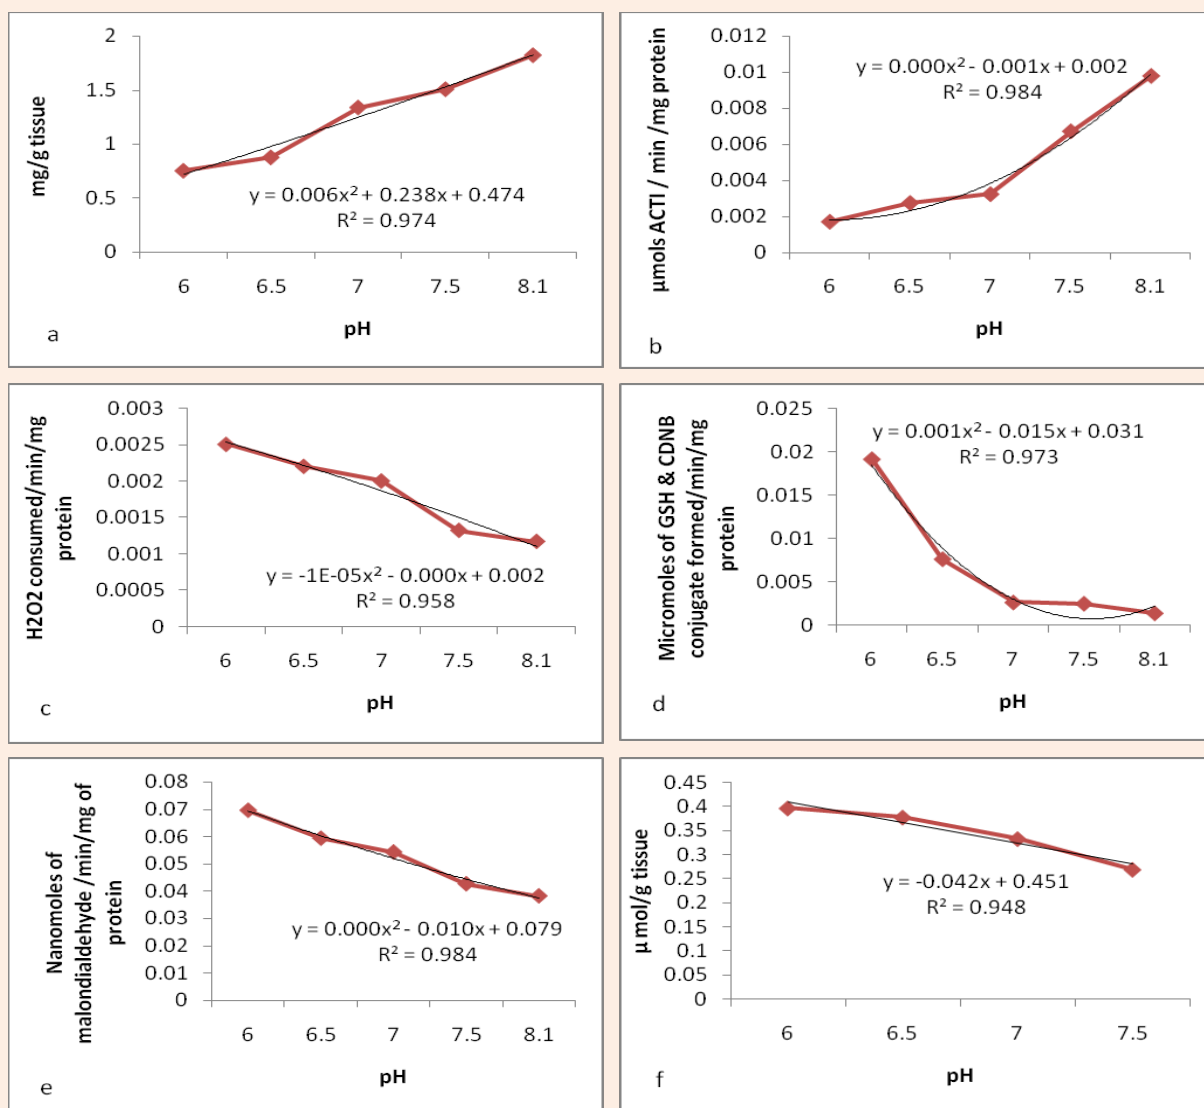 mg/g tissue
2
1.5
1
0.5
0
y = 0.006x² + 0.238x + 0.474
R² = 0.974
6 6.5 7 7.5 8.1
pH
a
µmols ACTI / min /mg protein
0.012
0.01
0.008
0.006
0.004
0.002
0
y = 0.000x² - 0.001x + 0.002
R² = 0.984
6 6.5 7 7.5 8.1
pH
b
H2O2 consumed/min/mg
protein
0.003
0.0025
0.002
0.0015
0.001
0.0005
0
y = -1E-05x² - 0.000x + 0.002
R² = 0.958
6 6.5 7 7.5 8.1
pH
c
Micromoles of GSH & CDNB
conjugate formed/min/mg
protein
0.025
0.02
0.015
0.01
0.005
0
y = 0.001x² - 0.015x + 0.031
R² = 0.973
6 6.5 7 7.5 8.1
pH
d
Nanomoles of
malondialdehyde /min/mg of
protein
0.08
0.07
0.06
0.05
0.04
0.03
0.02
0.01
0
y = 0.000x² - 0.010x + 0.079
R² = 0.984
6 6.5 7 7.5 8.1
pH
e
µmol/g tissue
0.45
0.4
0.35
0.3
0.25
0.2
0.15
0.1
0.05
0
y = -0.042x + 0.451
R² = 0.948
6 6.5 7 7.5
pH
f